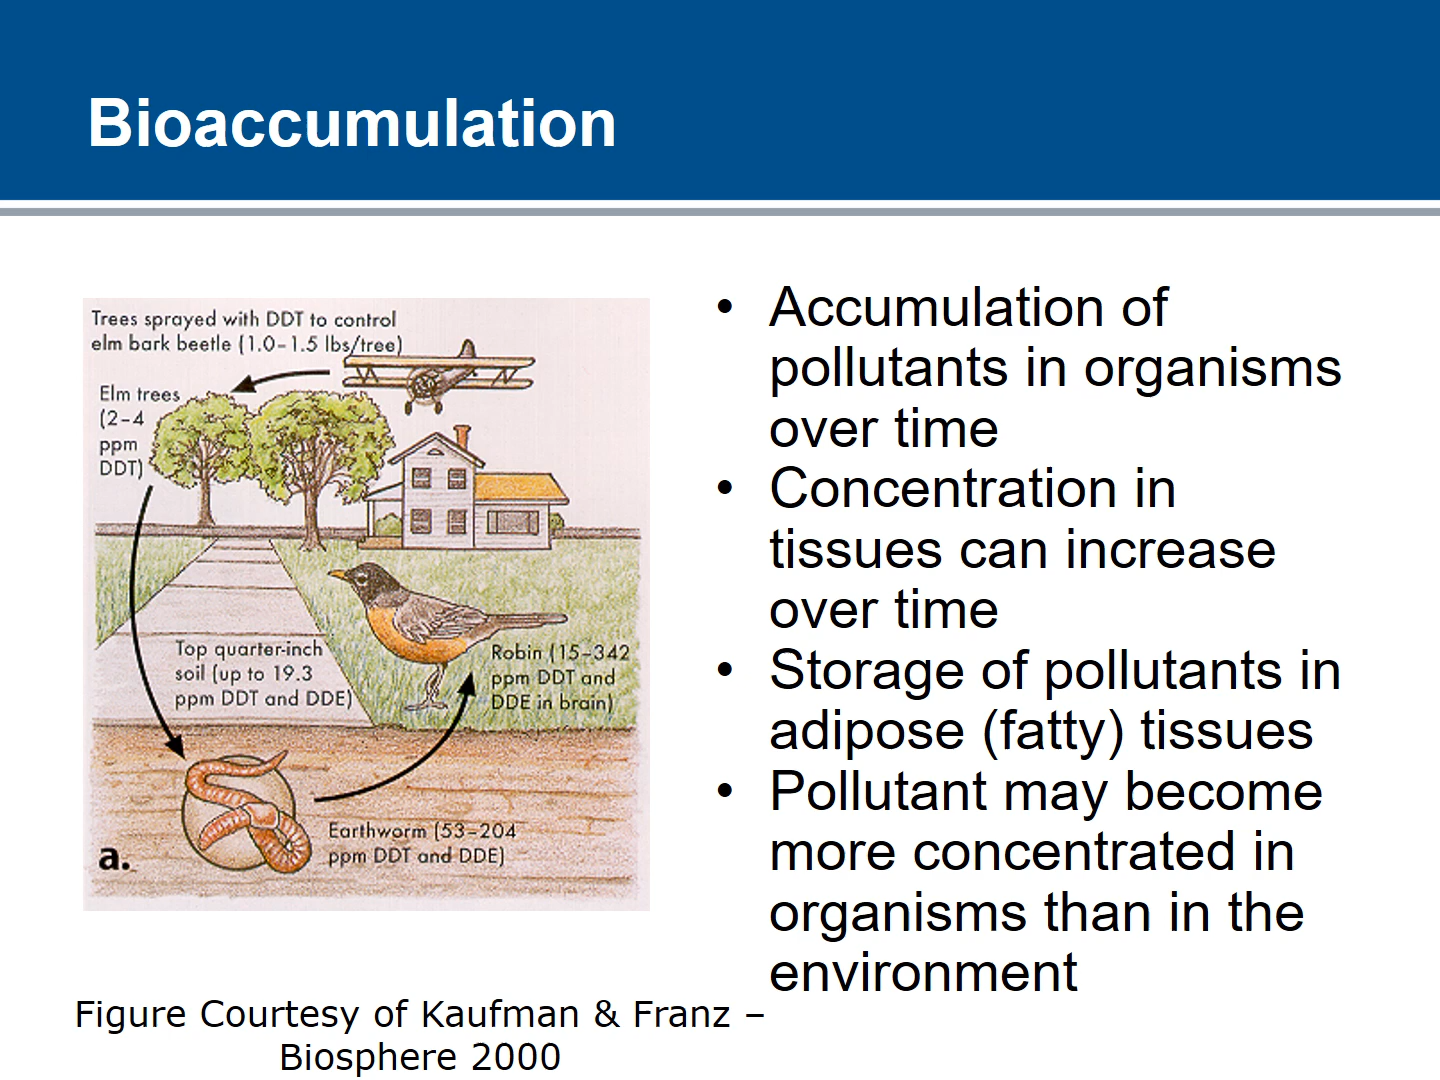 Bioaccumulation
Trees sprayed with DDT to control
elm bark beetle (1.0–1.5 lbs/tree)
Elm trees
(2–4
ppm
DDT)
Top quarter-inch
soil (up to 19.3
ppm DDT and DDE)
Robin (15–342
ppm DDT and
DDE in brain)
Earthworm (53–204
ppm DDT and DDE)
a.
Figure Courtesy of Kaufman & Franz –
Biosphere 2000
• Accumulation of
pollutants in organisms
over time
• Concentration in
tissues can increase
over time
• Storage of pollutants in
adipose (fatty) tissues
• Pollutant may become
more concentrated in
organisms than in the
environment